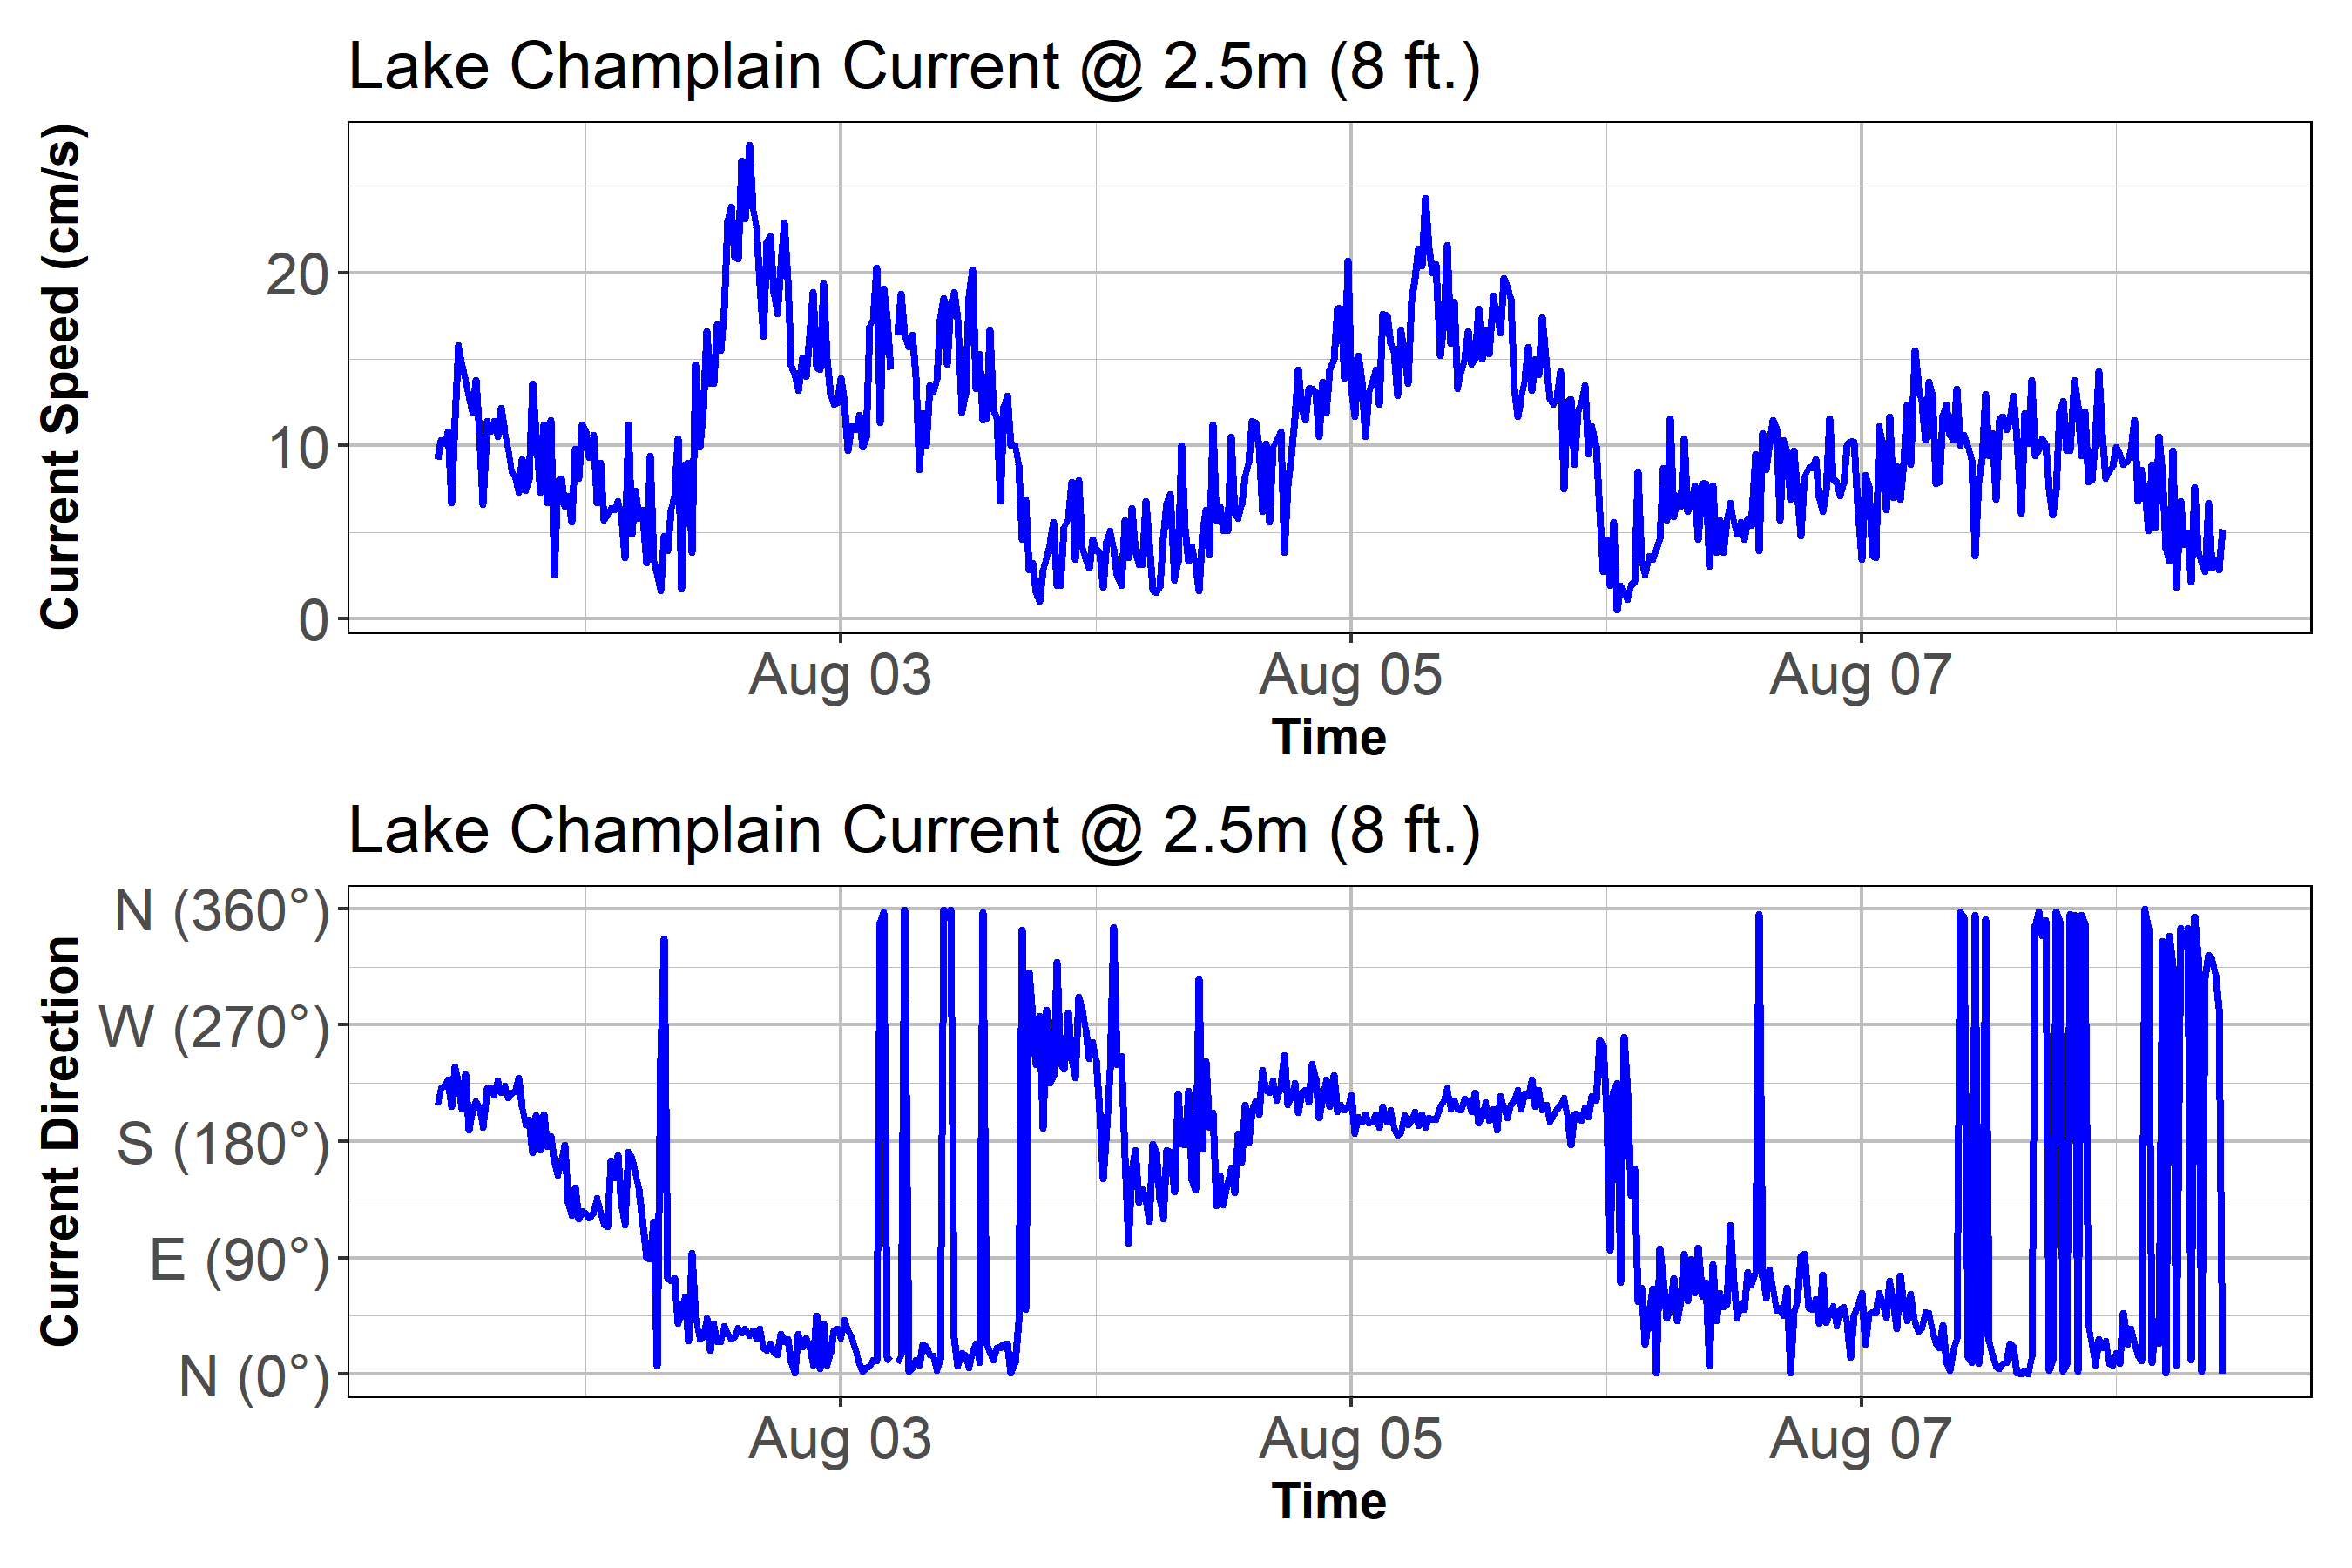 Lake Champlain Current @ 2.5m (8 ft.)
Current Speed (cm/s)
20
10
0
Aug 03 Aug 05 Aug 07
Time
Lake Champlain Current @ 2.5m (8 ft.)
Current Direction
N (360°)
W (270°)
S (180°)
E (90°)
N (0°)
Aug 03 Aug 05 Aug 07
Time